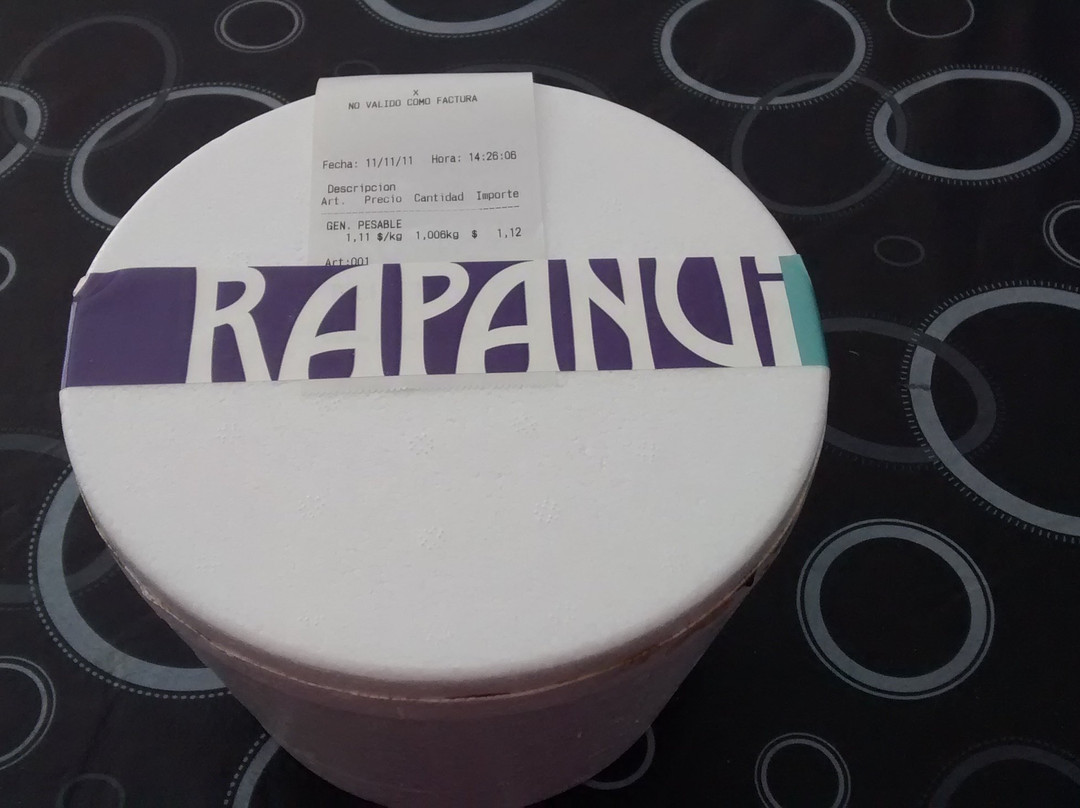 X
NO VALIDO COMO FACTURA
Fecha: 11/11/11 Hora: 14:26:06
Descripcion
Art. Precio Cantidad Importe
GEN. PESABLE
1,11 $/kg 1,006kg $ 1,12
Art:001
RAPANUi